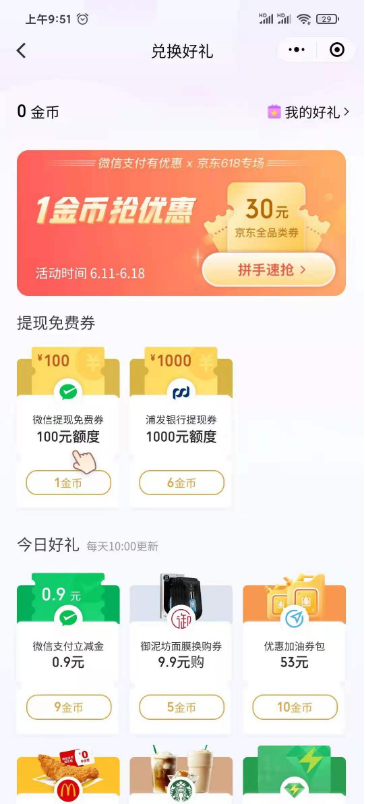 上午9:51
29
兑换好礼
0 金币
我的好礼
微信支付有优惠 x 京东618专场
1金币抢优惠
30元
京东全品类券
拼手速抢
活动时间 6.11-6.18
提现免费券
¥100
¥1000
微信提现免费券
浦发银行提现券
100元额度
1000元额度
1金币
6金币
今日好礼 每天10:00更新
0.9 元
御
微信支付立减金
御泥坊面膜换购券
优惠加油券包
0.9元
9.9元购
53元
9金币
5金币
10金币